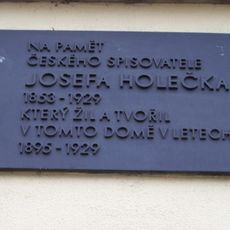 NA PAMĚT
ČESKÉHO SPISOVATELE
JOSEFA HOLEČKA
1853 - 1929
KTERÝ ŽIL A TVOŘIL
V TOMTO DOMĚ V LETECH
1895 - 1929